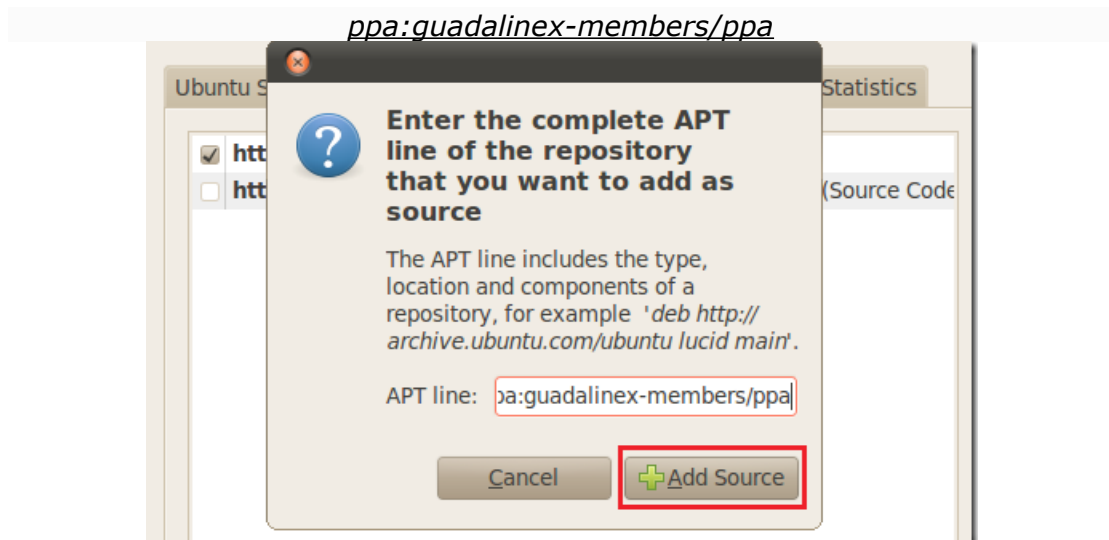 ppa:guadalinex-members/ppa
Ubuntu S
Statistics
Enter the complete APT
line of the repository
that you want to add as
source
htt
htt
(Source Code
The APT line includes the type,
location and components of a
repository, for example 'deb http://
archive.ubuntu.com/ubuntu lucid main'.
APT line: pa:guadalinex-members/ppa
Cancel
Add Source